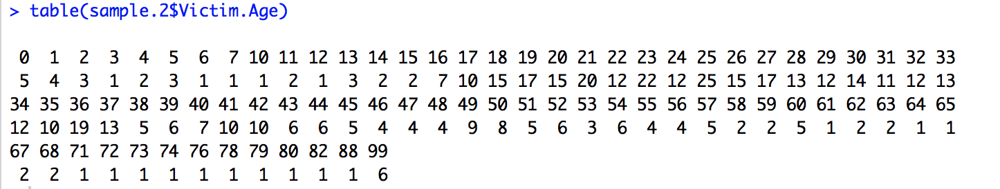 > table(sample.2$Victim.Age)
0 1 2 3 4 5 6 7 10 11 12 13 14 15 16 17 18 19 20 21 22 23 24 25 26 27 28 29 30 31 32 33
5 4 3 1 2 3 1 1 1 2 1 3 2 2 7 10 15 17 15 20 12 22 12 25 15 17 13 12 14 11 12 13
34 35 36 37 38 39 40 41 42 43 44 45 46 47 48 49 50 51 52 53 54 55 56 57 58 59 60 61 62 63 64 65
12 10 19 13 5 6 7 10 10 6 6 5 4 4 4 9 8 5 6 3 6 4 4 5 2 2 5 1 2 2 1 1
67 68 71 72 73 74 76 78 79 80 82 88 99
2 2 1 1 1 1 1 1 1 1 1 1 6